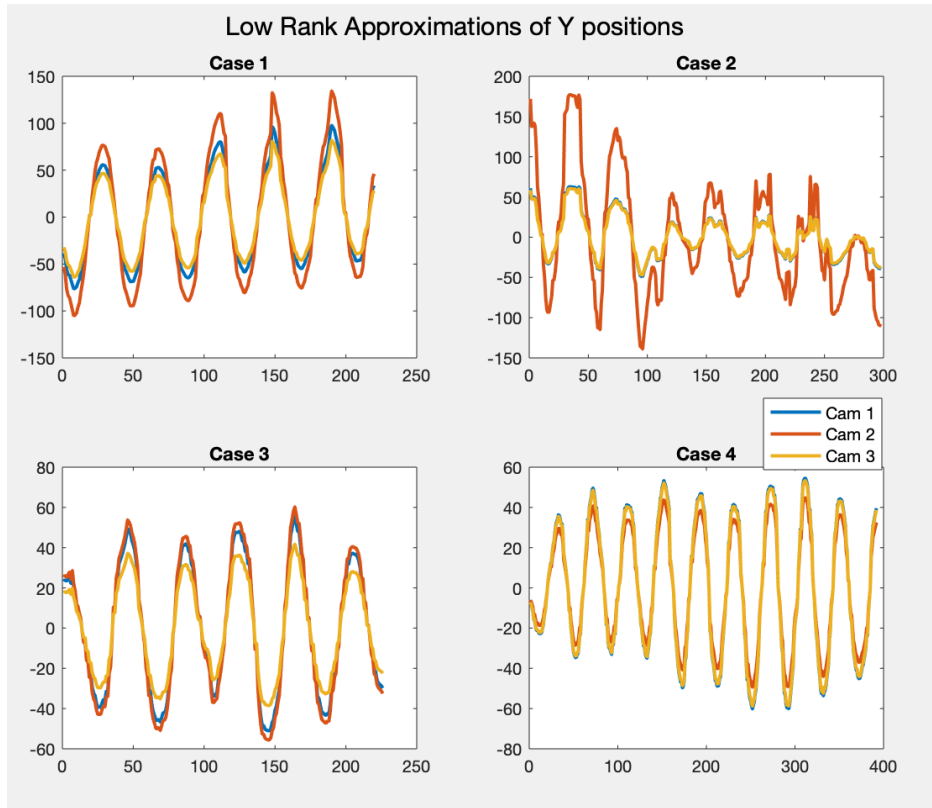 Low Rank Approximations of Y positions
Case 1
150
100
50
0
-50
-100
-150
0 50 100 150 200 250
Case 2
200
150
100
50
0
-50
-100
-150
0 50 100 150 200 250 300
Cam 1
Cam 2
Cam 3
Case 3
80
60
40
20
0
-20
-40
-60
0 50 100 150 200 250
Case 4
60
40
20
0
-20
-40
-60
-80
0 100 200 300 400